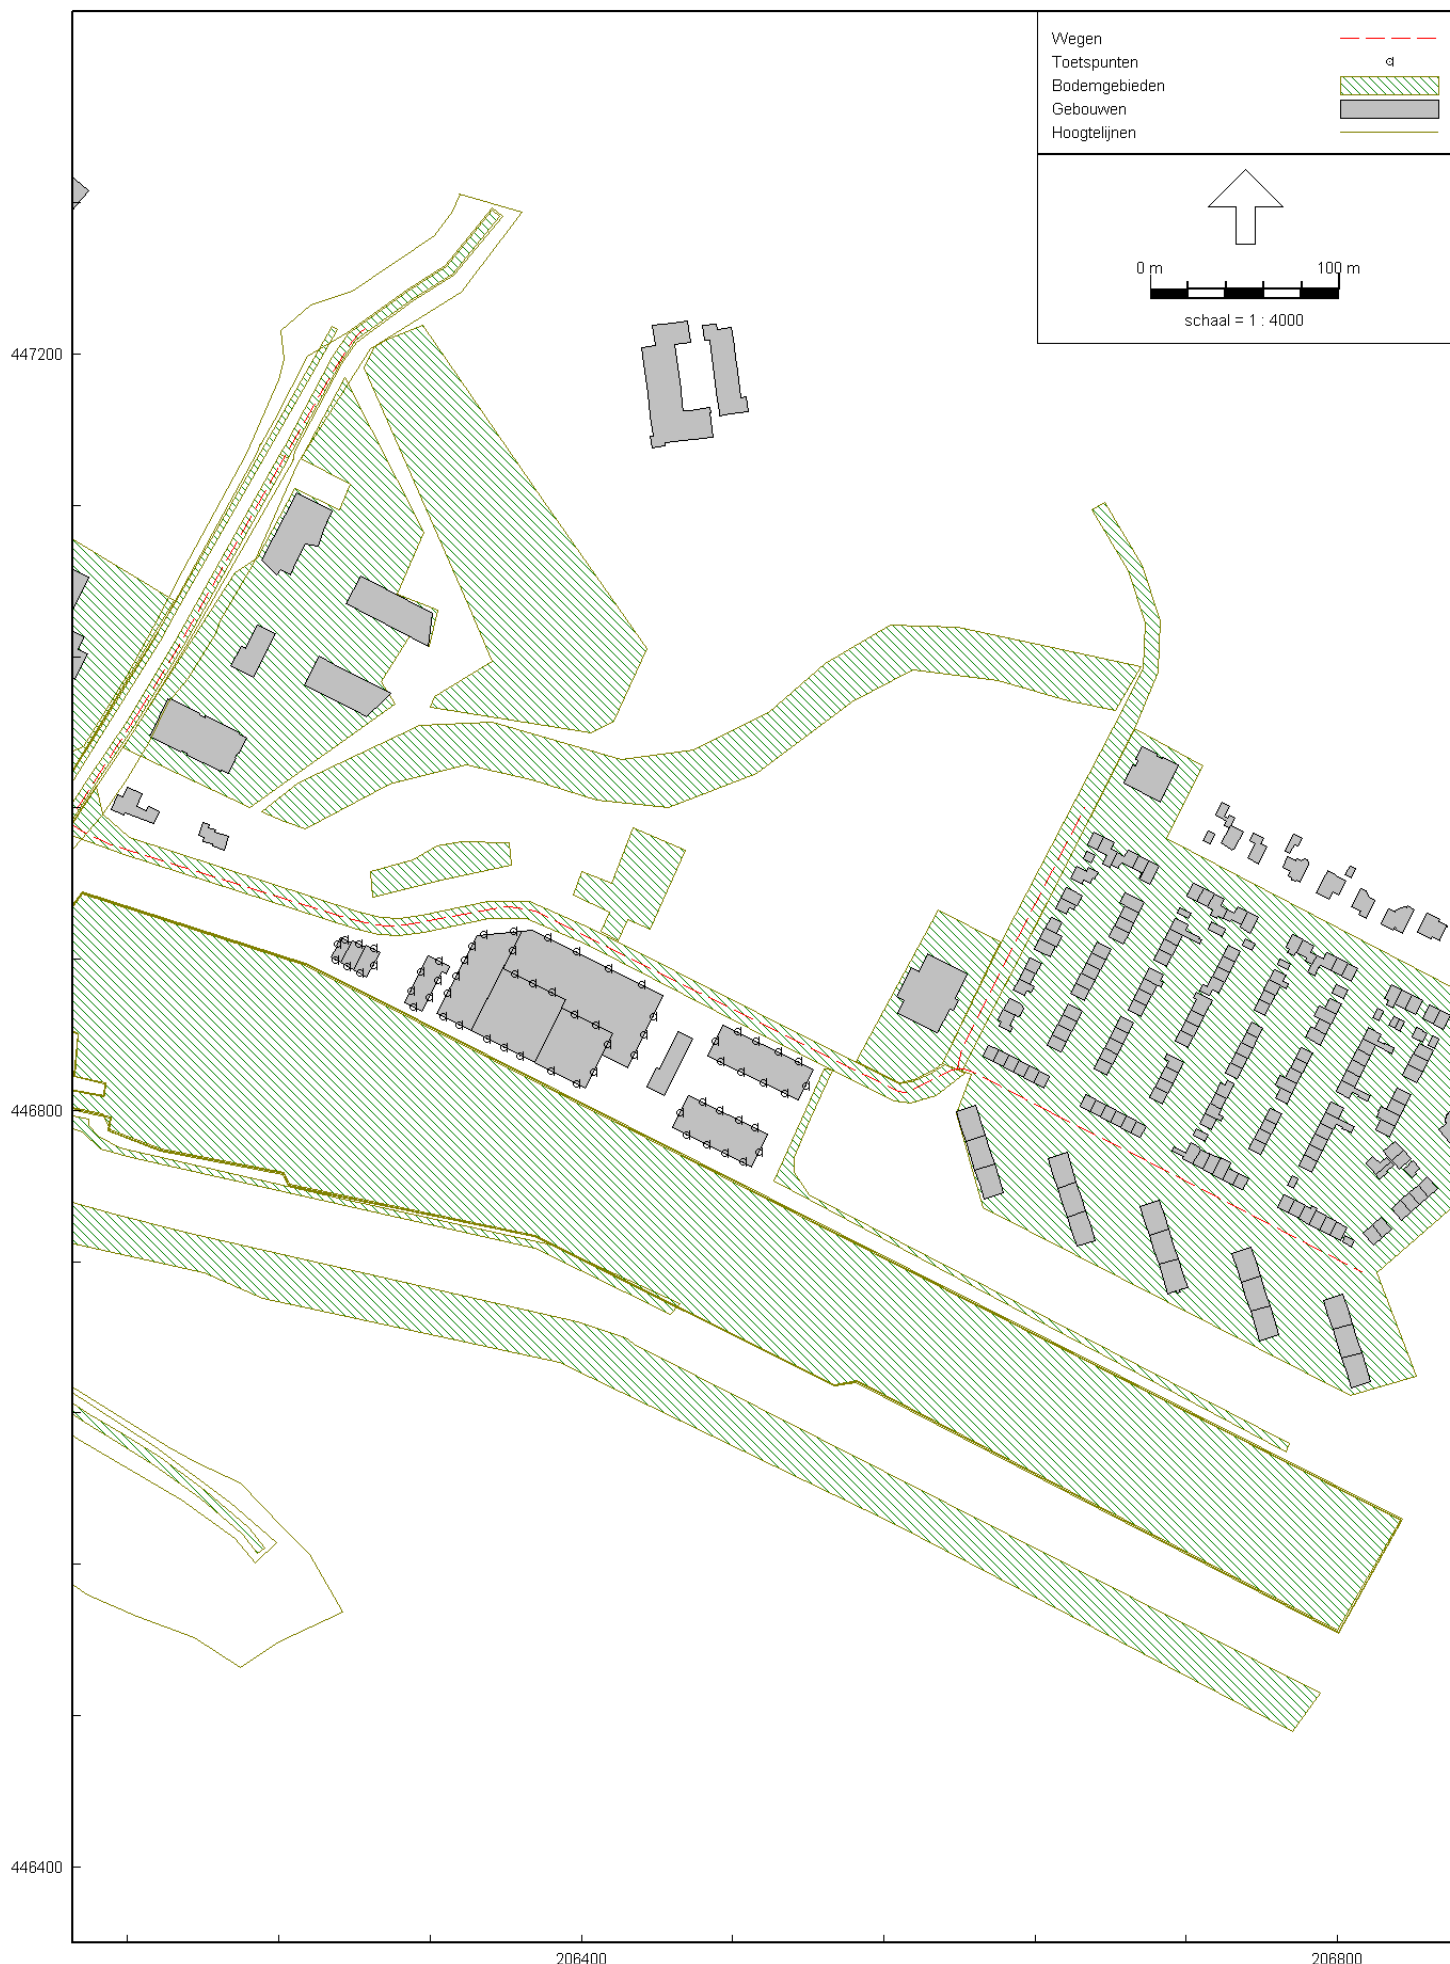 Wegen
Toetspunten
Bodemgebieden
Gebouwen
Hoogtelijnen
0 m 100 m
schaal = 1 : 4000
447200
446800
446400
206400 206800